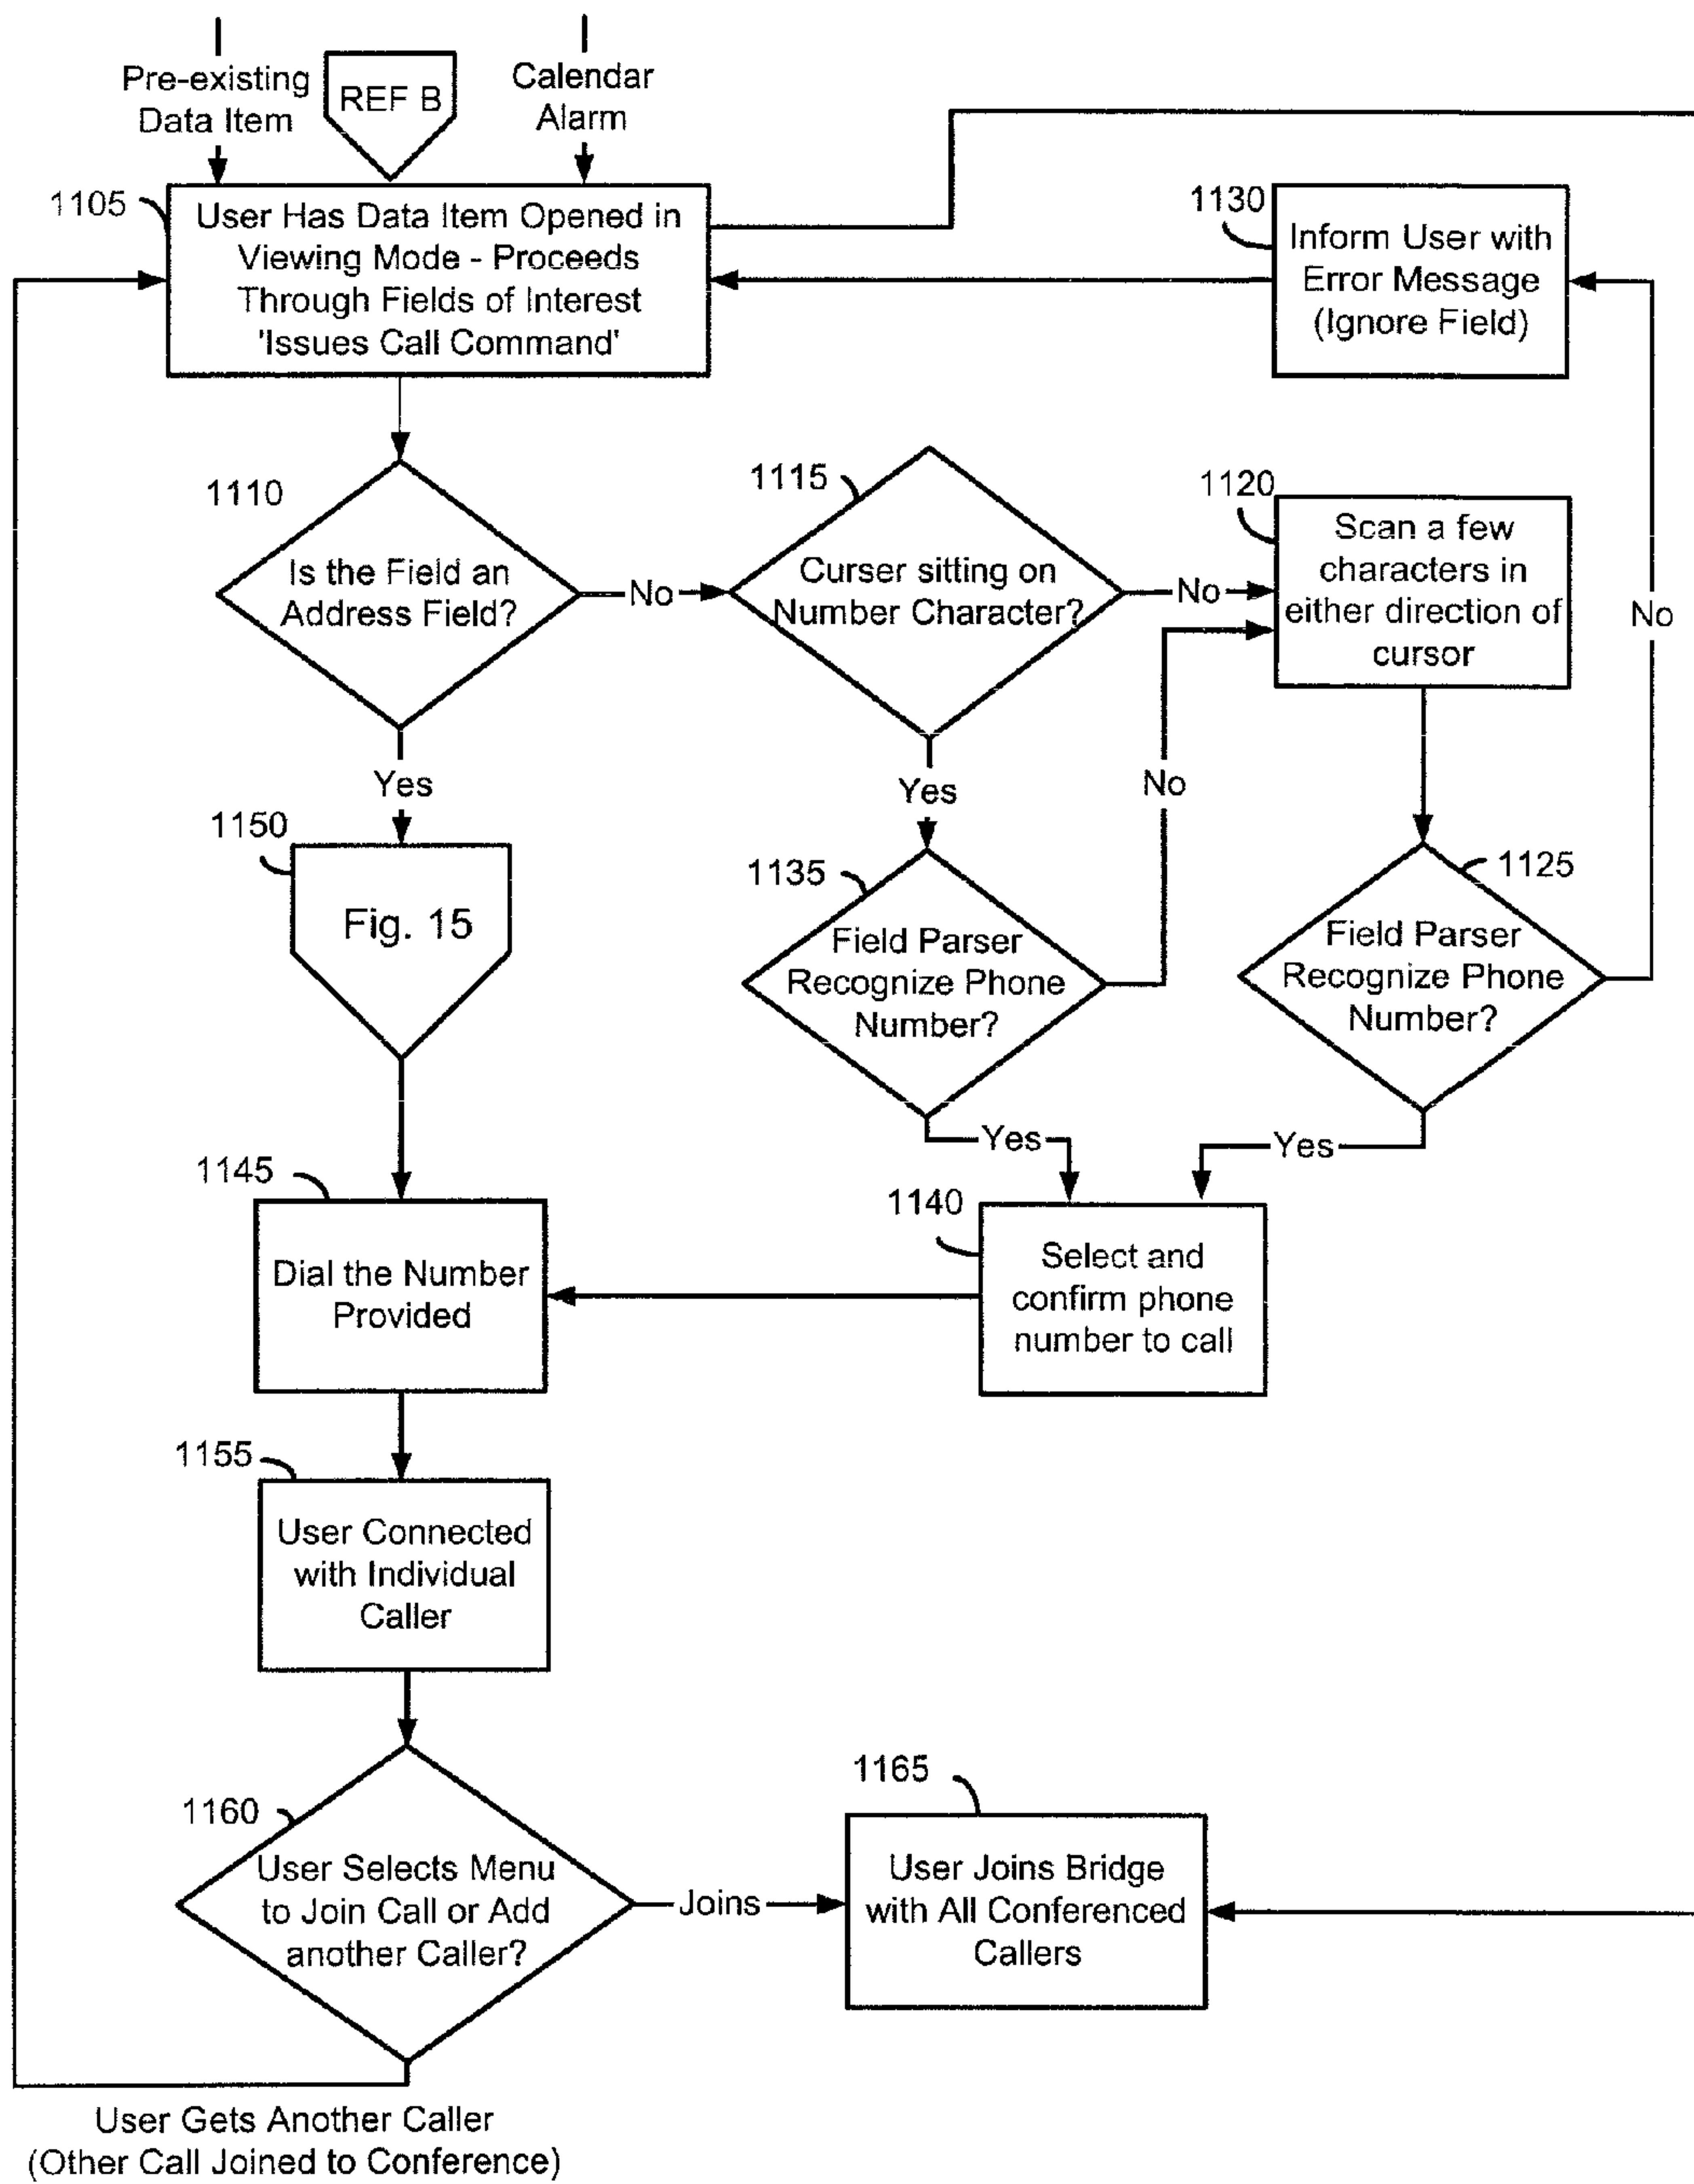 Pre-existing
Data Item
REF B
Calendar
Alarm
1105
User Has Data Item Opened in
Viewing Mode - Proceeds
Through Fields of Interest
'Issues Call Command'
1130
Inform User with
Error Message
(Ignore Field)
1110
Is the Field an
Address Field?
No
1115
Curser sitting on
Number Character?
No
1120
Scan a few
characters in
either direction of
cursor
No
Yes
Yes
No
1150
Fig. 15
1135
Field Parser
Recognize Phone
Number?
1125
Field Parser
Recognize Phone
Number?
Yes
Yes
1145
Dial the Number
Provided
1140
Select and
confirm phone
number to call
1155
User Connected
with Individual
Caller
1160
User Selects Menu
to Join Call or Add
another Caller?
Joins
1165
User Joins Bridge
with All Conferenced
Callers
User Gets Another Caller
(Other Call Joined to Conference)